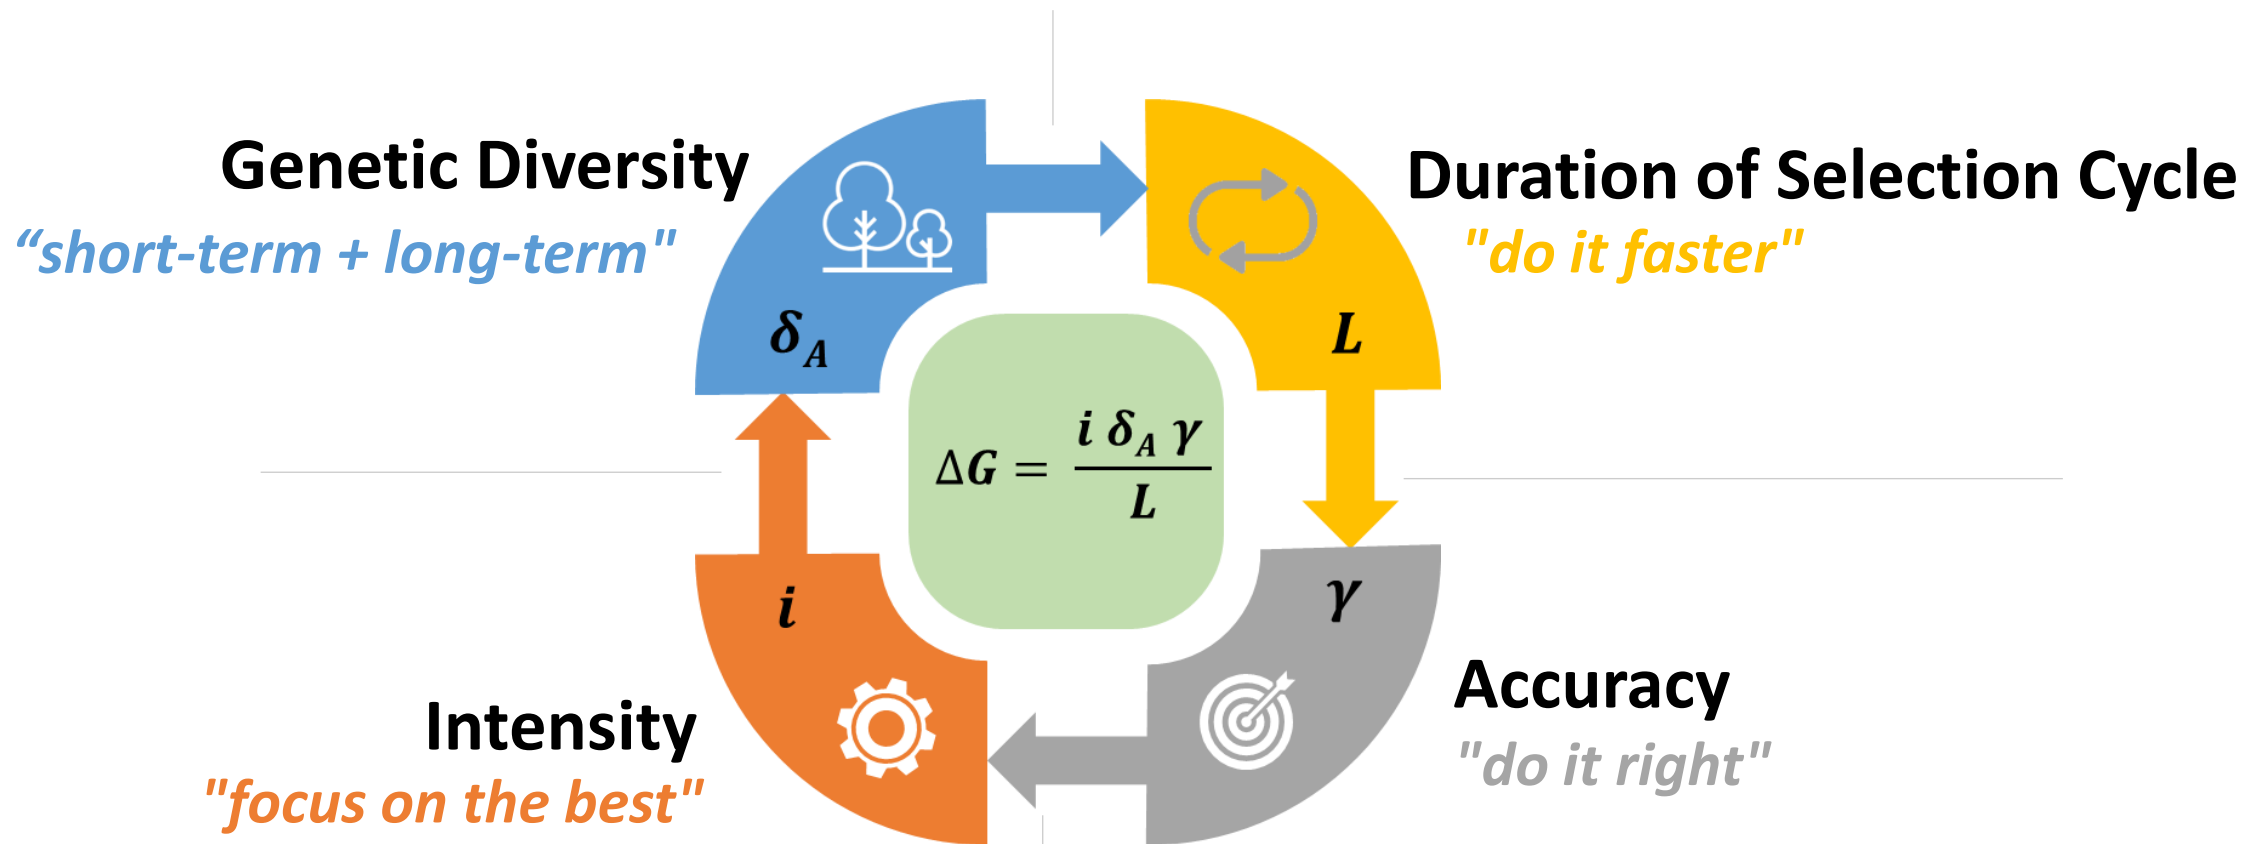 Genetic Diversity
“short-term + long-term"
δA
Duration of Selection Cycle
"do it faster"
L
ΔG = i δA γ / L
i
Intensity
"focus on the best"
γ
Accuracy
"do it right"